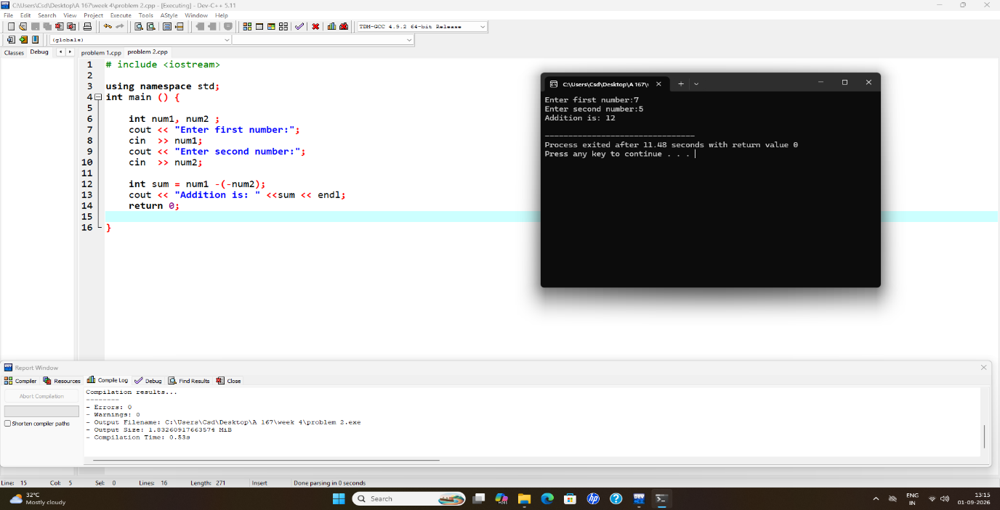 C:\Users\Csd\Desktop\A 167\week 4\problem 2.cpp - [Executing] - Dev-C++ 5.11
File Edit Search View Project Execute Tools AStyle Window Help
TDM-GCC 4.9.2 64-bit Release
(globals)
Classes Debug problem 1.cpp problem 2.cpp
1 # include <iostream>
2
3 using namespace std;
4 int main () {
5
6 int num1, num2 ;
7 cout << "Enter first number:";
8 cin >> num1;
9 cout << "Enter second number:";
10 cin >> num2;
11
12 int sum = num1 -(-num2);
13 cout << "Addition is: " <<sum << endl;
14 return 0;
15
16 }
C:\Users\Csd\Desktop\A 167\
Enter first number:7
Enter second number:5
Addition is: 12
--------------------------------
Process exited after 11.48 seconds with return value 0
Press any key to continue . . .
Report Window
Compiler Resources Compile Log Debug Find Results Close
Abort Compilation
Shorten compiler paths
Compilation results...
--------
- Errors: 0
- Warnings: 0
- Output Filename: C:\Users\Csd\Desktop\A 167\week 4\problem 2.exe
- Output Size: 1.83260917663574 MiB
- Compilation Time: 0.53s
Line: 15 Col: 5 Sel: 0 Lines: 16 Length: 271 Insert Done parsing in 0 seconds
32°C
Mostly cloudy
Search
ENG
IN
13:15
01-09-2026